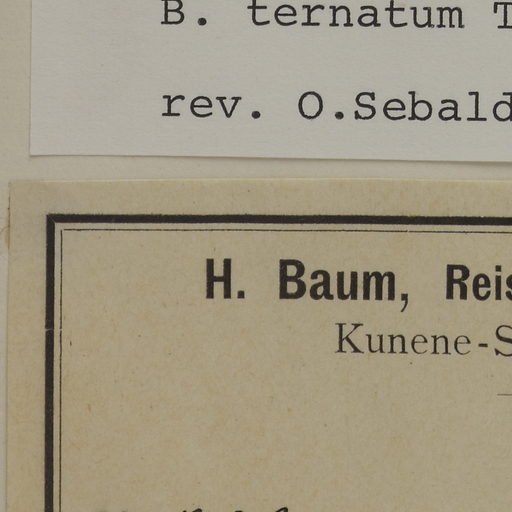 B. ternatum T
rev. O.Sebald
H. Baum, Reis
Kunene-S